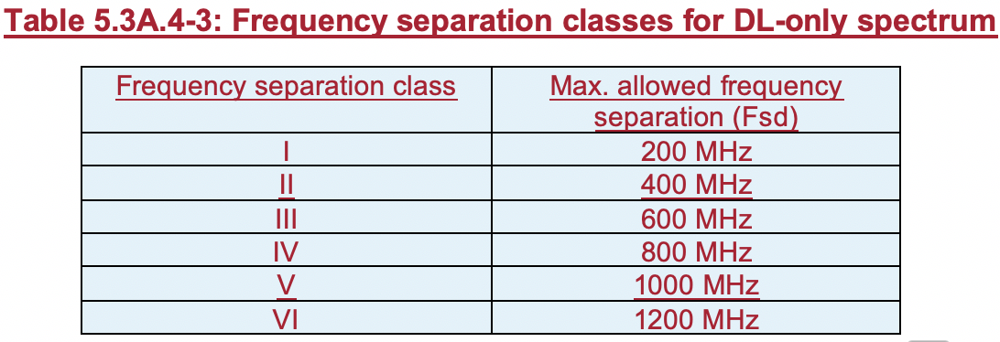 Table 5.3A.4-3: Frequency separation classes for DL-only spectrum
Frequency separation class
Max. allowed frequency
separation (Fsd)
I
200 MHz
II
400 MHz
III
600 MHz
IV
800 MHz
V
1000 MHz
VI
1200 MHz